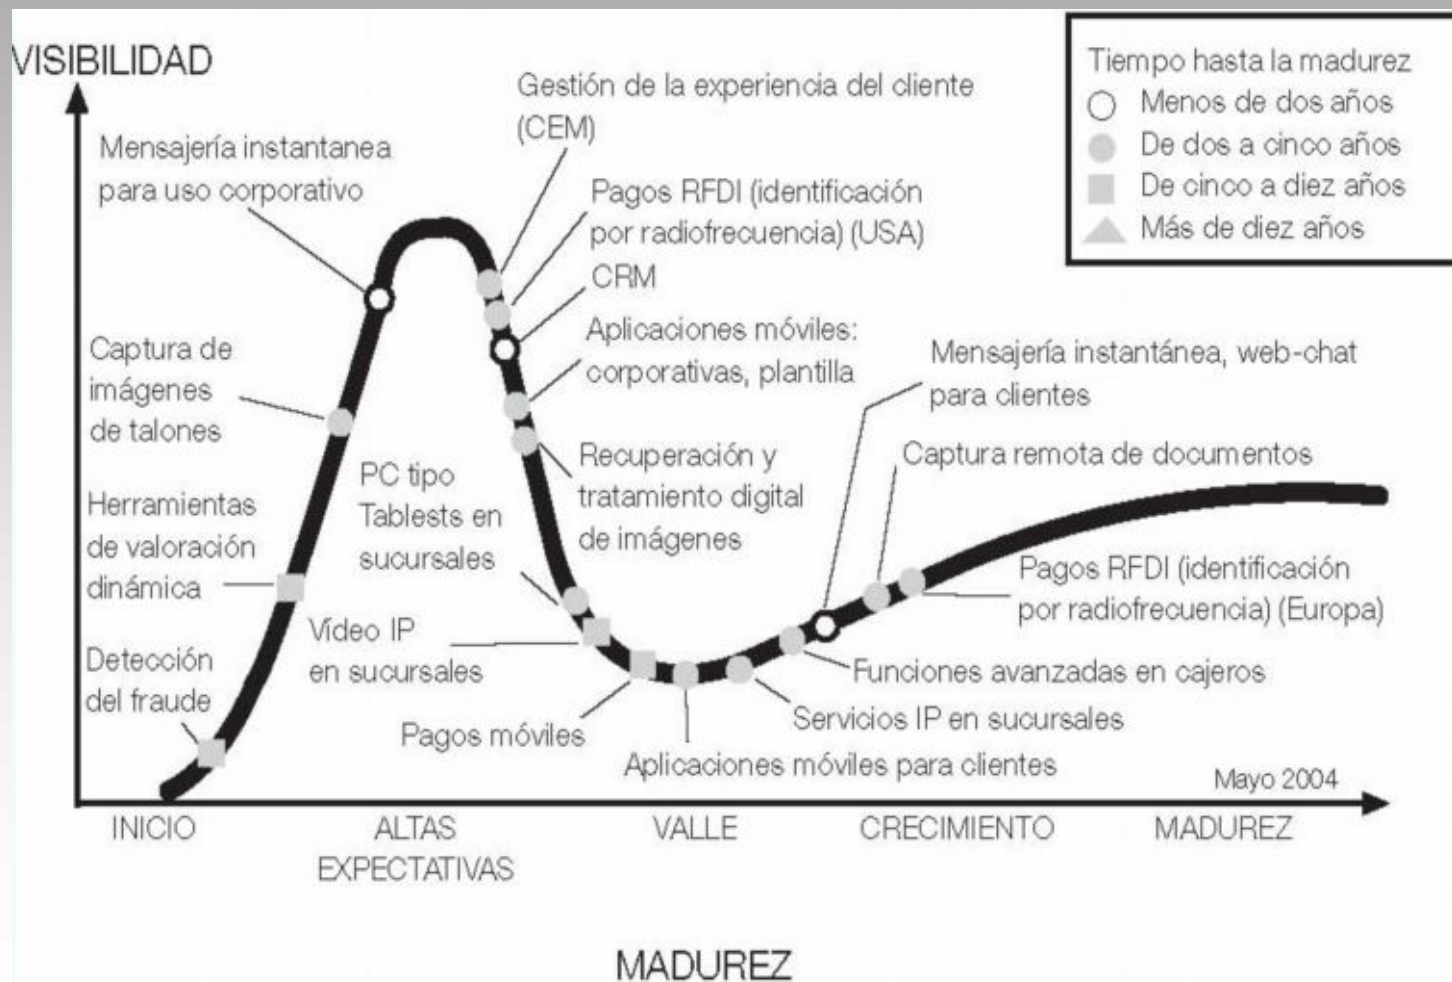 VISIBILIDAD
Gestión de la experiencia del cliente
(CEM)
Mensajería instantanea
para uso corporativo
Pagos RFDI (identificación
por radiofrecuencia) (USA)
CRM
Aplicaciones móviles:
corporativas, plantilla
Captura de
imágenes
de talones
Recuperación y
tratamiento digital
de imágenes
PC tipo
Tablests en
sucursales
Herramientas
de valoración
dinámica
Vídeo IP
en sucursales
Detección
del fraude
Pagos móviles
Aplicaciones móviles para clientes
Servicios IP en sucursales
Funciones avanzadas en cajeros
Mensajería instantánea, web-chat
para clientes
Captura remota de documentos
Pagos RFDI (identificación
por radiofrecuencia) (Europa)
Tiempo hasta la madurez
Menos de dos años
De dos a cinco años
De cinco a diez años
Más de diez años
Mayo 2004
INICIO
ALTAS
EXPECTATIVAS
VALLE
CRECIMIENTO
MADUREZ
MADUREZ